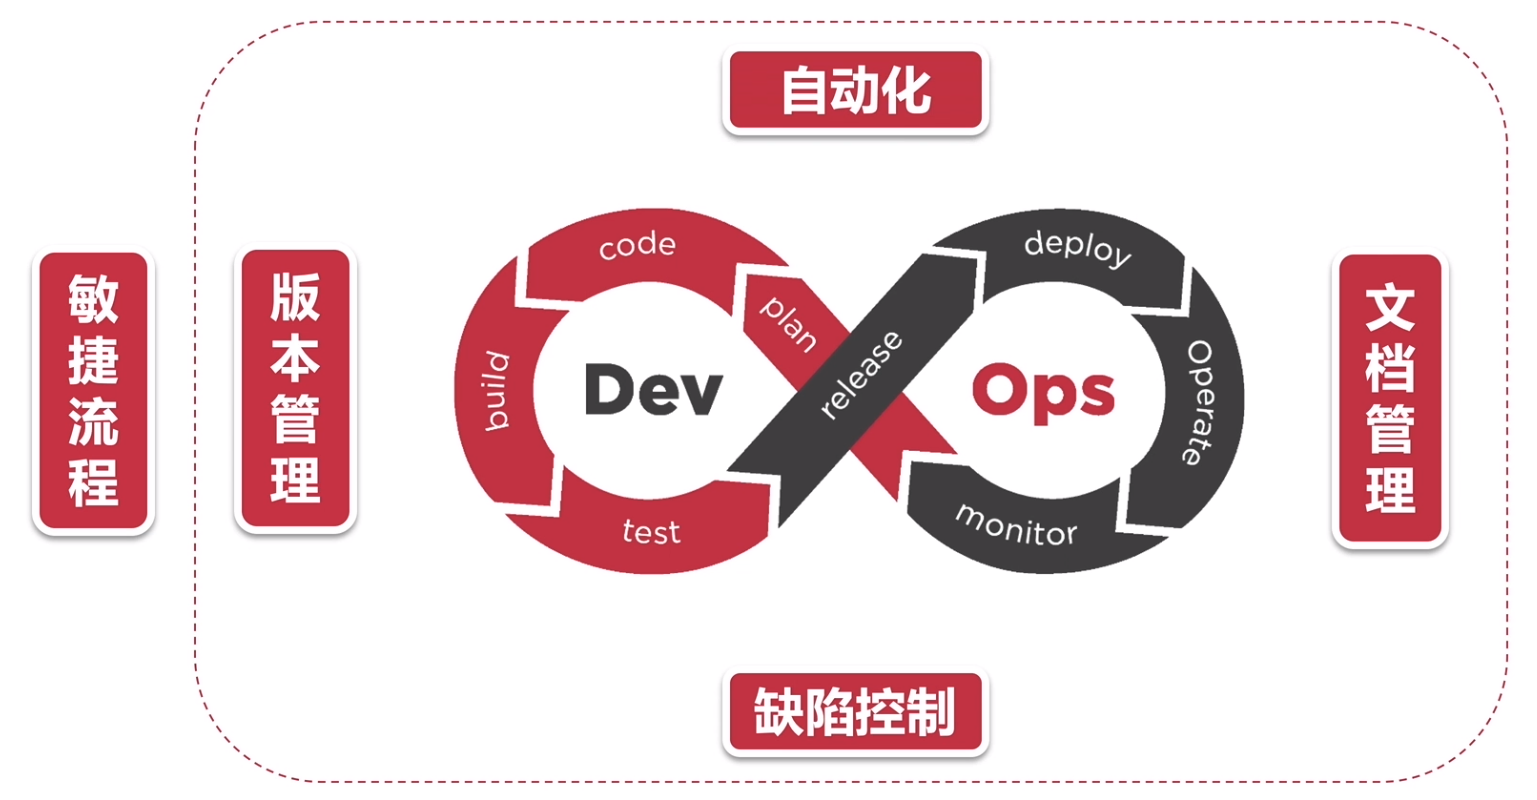 自动化
敏捷流程
版本管理
code
plan
build
Dev
test
release
deploy
Operate
Ops
monitor
文档管理
缺陷控制